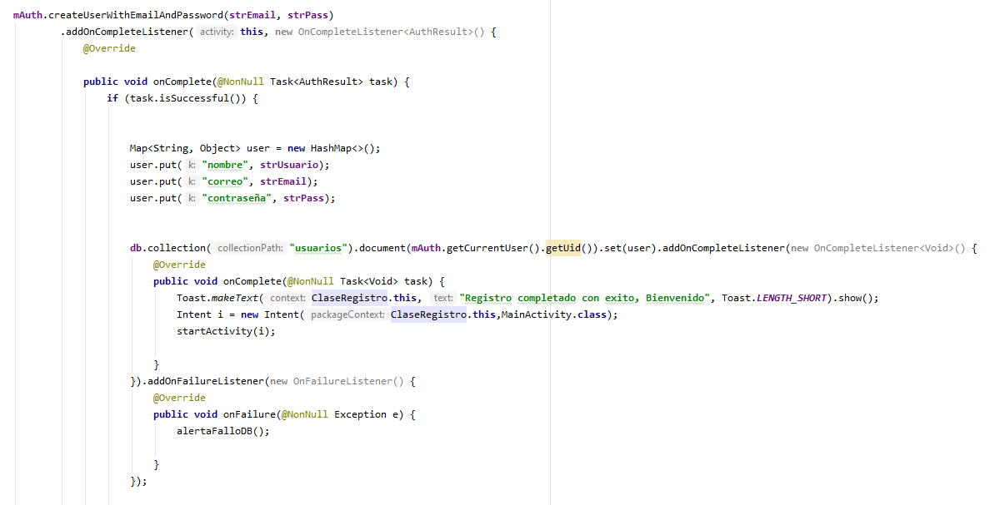 mAuth.createUserWithEmailAndPassword(strEmail, strPass)
.addOnCompleteListener( activity: this, new OnCompleteListener<AuthResult>() {
@Override
public void onComplete(@NonNull Task<AuthResult> task) {
if (task.isSuccessful()) {
Map<String, Object> user = new HashMap<>();
user.put( k: "nombre", strUsuario);
user.put( k: "correo", strEmail);
user.put( k: "contraseña", strPass);
db.collection( collectionPath: "usuarios").document(mAuth.getCurrentUser().getUid()).set(user).addOnCompleteListener(new OnCompleteListener<Void>() {
@Override
public void onComplete(@NonNull Task<Void> task) {
Toast.makeText( context: ClaseRegistro.this, text: "Registro completado con exito, Bienvenido", Toast.LENGTH_SHORT).show();
Intent i = new Intent( packageContext: ClaseRegistro.this,MainActivity.class);
startActivity(i);
}
}).addOnFailureListener(new OnFailureListener() {
@Override
public void onFailure(@NonNull Exception e) {
alertaFalloDB();
}
});